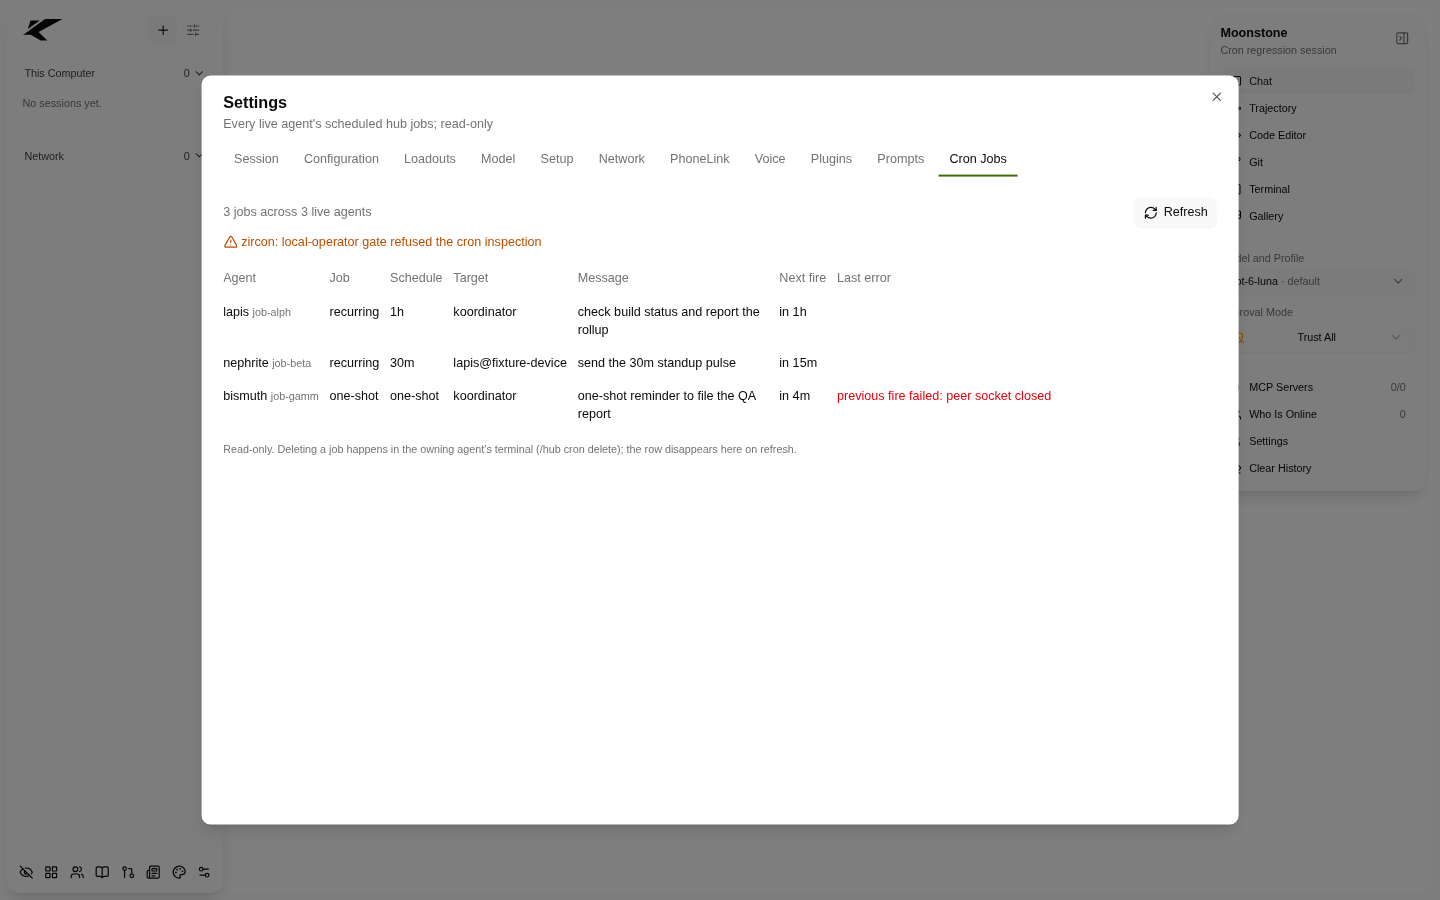 This Computer 0
No sessions yet.
Network 0
Settings
Every live agent's scheduled hub jobs; read-only
Session Configuration Loadouts Model Setup Network PhoneLink Voice Plugins Prompts Cron Jobs
3 jobs across 3 live agents
Refresh
zircon: local-operator gate refused the cron inspection
Agent Job Schedule Target Message Next fire Last error
lapis job-alph recurring 1h koordinator check build status and report the in 1h
rollup
nephrite job-beta recurring 30m lapis@fixture-device send the 30m standup pulse in 15m
bismuth job-gamm one-shot one-shot koordinator one-shot reminder to file the QA in 4m previous fire failed: peer socket closed
report
Read-only. Deleting a job happens in the owning agent's terminal (/hub cron delete); the row disappears here on refresh.
Moonstone
Cron regression session
Chat
Trajectory
Code Editor
Git
Terminal
Gallery
and Profile
6-luna · default
Mode
Trust All
MCP Servers 0/0
Who Is Online 0
Settings
Clear History